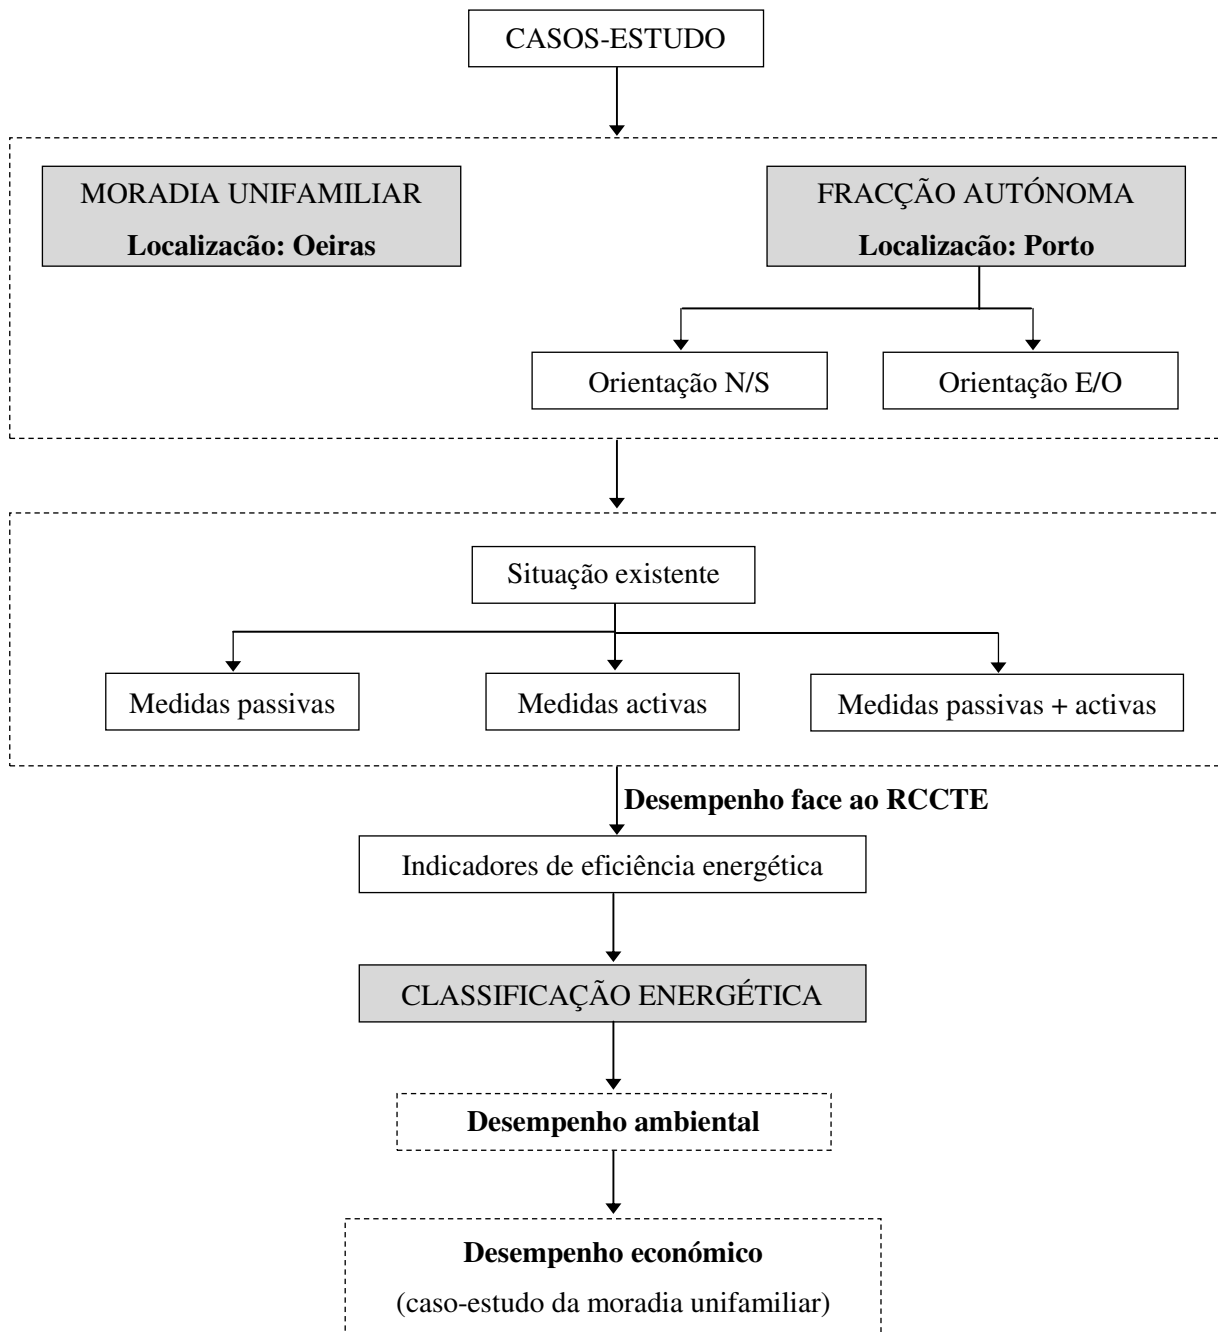 CASOS-ESTUDO
MORADIA UNIFAMILIAR
Localizacão: Oeiras
FRACÇÃO AUTÓNOMA
Localizacão: Porto
Orientação N/S
Orientação E/O
Situação existente
Medidas passivas
Medidas activas
Medidas passivas + activas
Desempenho face ao RCCTE
Indicadores de eficiência energética
CLASSIFICAÇÃO ENERGÉTICA
Desempenho ambiental
Desempenho económico
(caso-estudo da moradia unifamiliar)